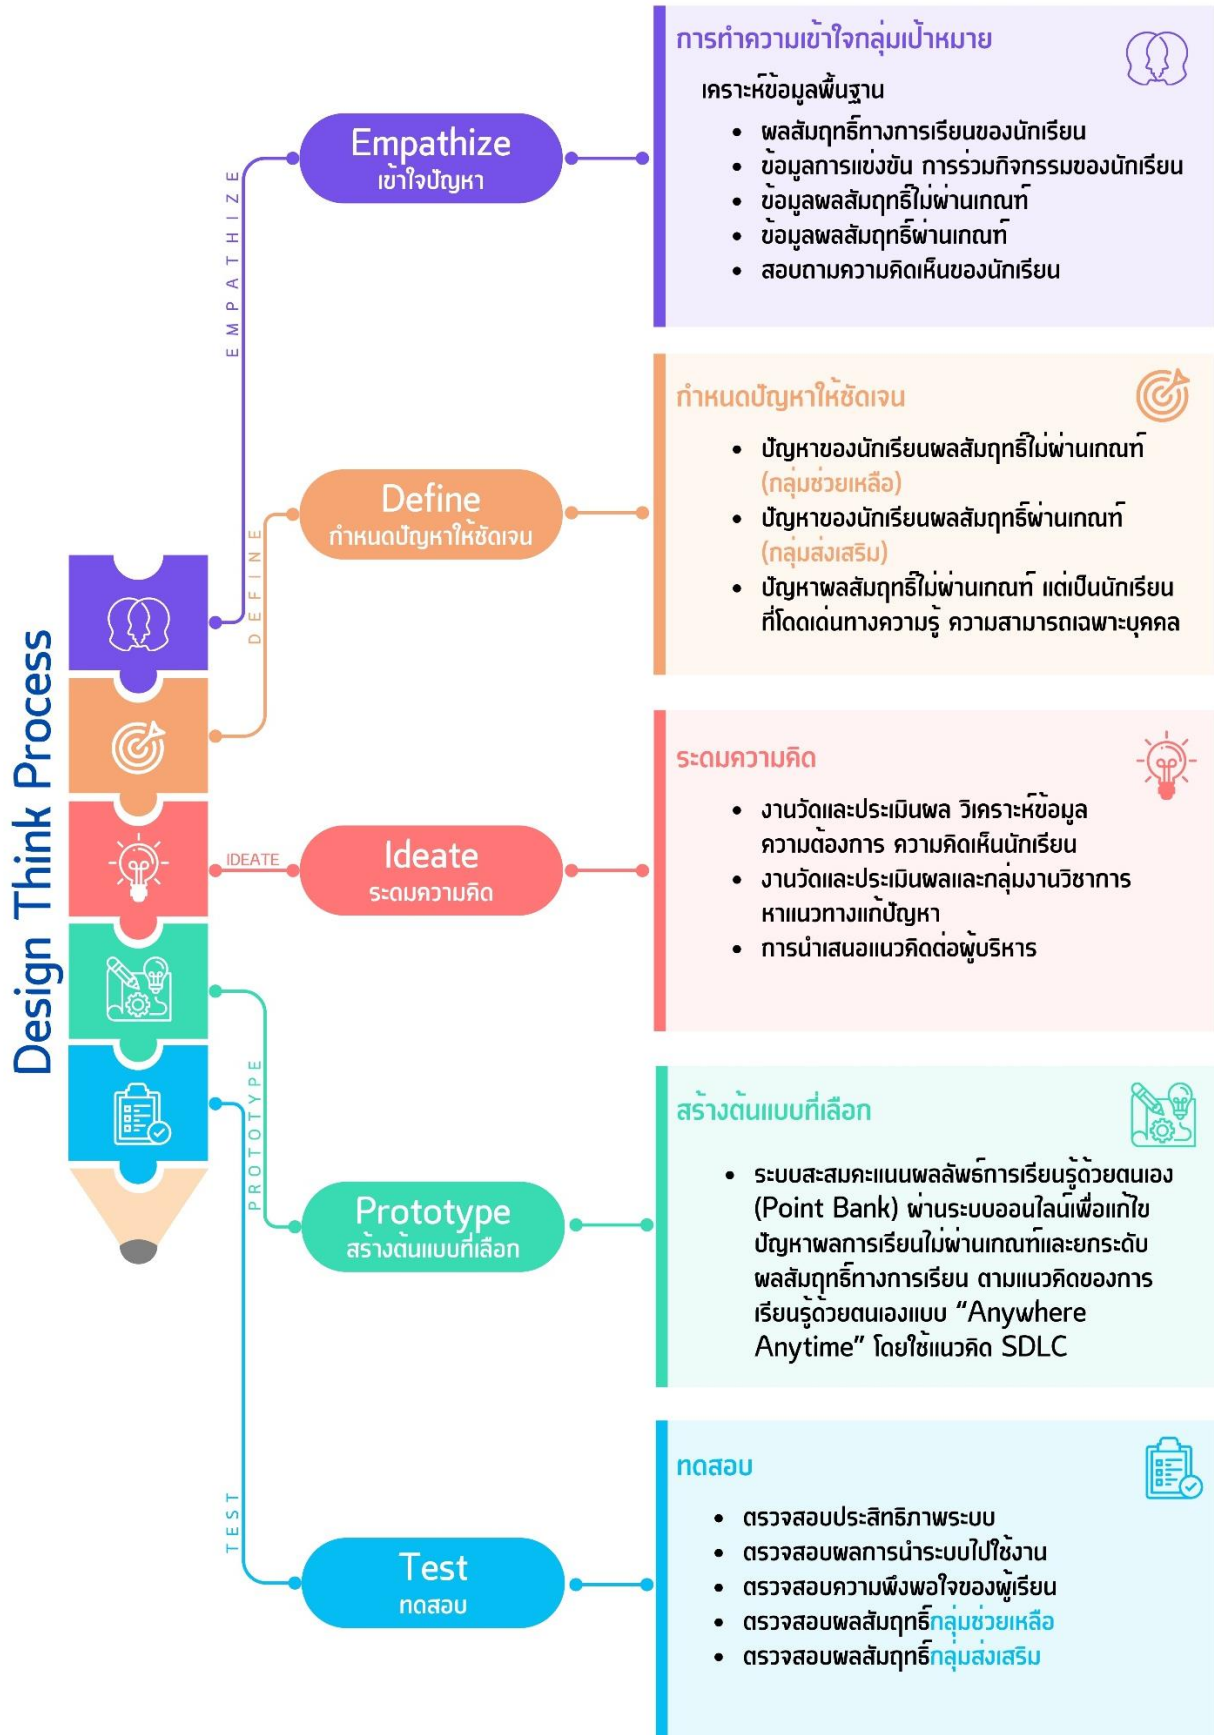 Design Think Process
EMPATHIZE
Empathize
เข้าใจปัญหา
การทำความเข้าใจกลุ่มเป้าหมาย
เคราะห์ข้อมูลพื้นฐาน
• ผลสัมฤทธิ์ทางการเรียนของนักเรียน
• ข้อมูลการแข่งขัน การร่วมกิจกรรมของนักเรียน
• ข้อมูลผลสัมฤทธิ์ไม่ผ่านเกณฑ์
• ข้อมูลผลสัมฤทธิ์ผ่านเกณฑ์
• สอบถามความคิดเห็นของนักเรียน
DEFINE
Define
กำหนดปัญหาให้ชัดเจน
กำหนดปัญหาให้ชัดเจน
• ปัญหาของนักเรียนผลสัมฤทธิ์ไม่ผ่านเกณฑ์
(กลุ่มช่วยเหลือ)
• ปัญหาของนักเรียนผลสัมฤทธิ์ผ่านเกณฑ์
(กลุ่มส่งเสริม)
• ปัญหาผลสัมฤทธิ์ไม่ผ่านเกณฑ์ แต่เป็นนักเรียน
ที่โดดเด่นทางความรู้ ความสามารถเฉพาะบุคคล
IDEATE
Ideate
ระดมความคิด
ระดมความคิด
• งานวัดและประเมินผล วิเคราะห์ข้อมูล
ความต้องการ ความคิดเห็นนักเรียน
• งานวัดและประเมินผลและกลุ่มงานวิชาการ
หาแนวทางแก้ปัญหา
• การนำเสนอแนวคิดต่อผู้บริหาร
PROTOTYPE
Prototype
สร้างต้นแบบที่เลือก
สร้างต้นแบบที่เลือก
• ระบบสะสมคะแนนผลลัพธ์การเรียนรู้ด้วยตนเอง
(Point Bank) ผ่านระบบออนไลน์เพื่อแก้ไข
ปัญหาผลการเรียนไม่ผ่านเกณฑ์และยกระดับ
ผลสัมฤทธิ์ทางการเรียน ตามแนวคิดของการ
เรียนรู้ด้วยตนเองแบบ “Anywhere
Anytime” โดยใช้แนวคิด SDLC
TEST
Test
ทดสอบ
ทดสอบ
• ตรวจสอบประสิทธิภาพระบบ
• ตรวจสอบผลการนำระบบไปใช้งาน
• ตรวจสอบความพึงพอใจของผู้เรียน
• ตรวจสอบผลสัมฤทธิ์กลุ่มช่วยเหลือ
• ตรวจสอบผลสัมฤทธิ์กลุ่มส่งเสริม